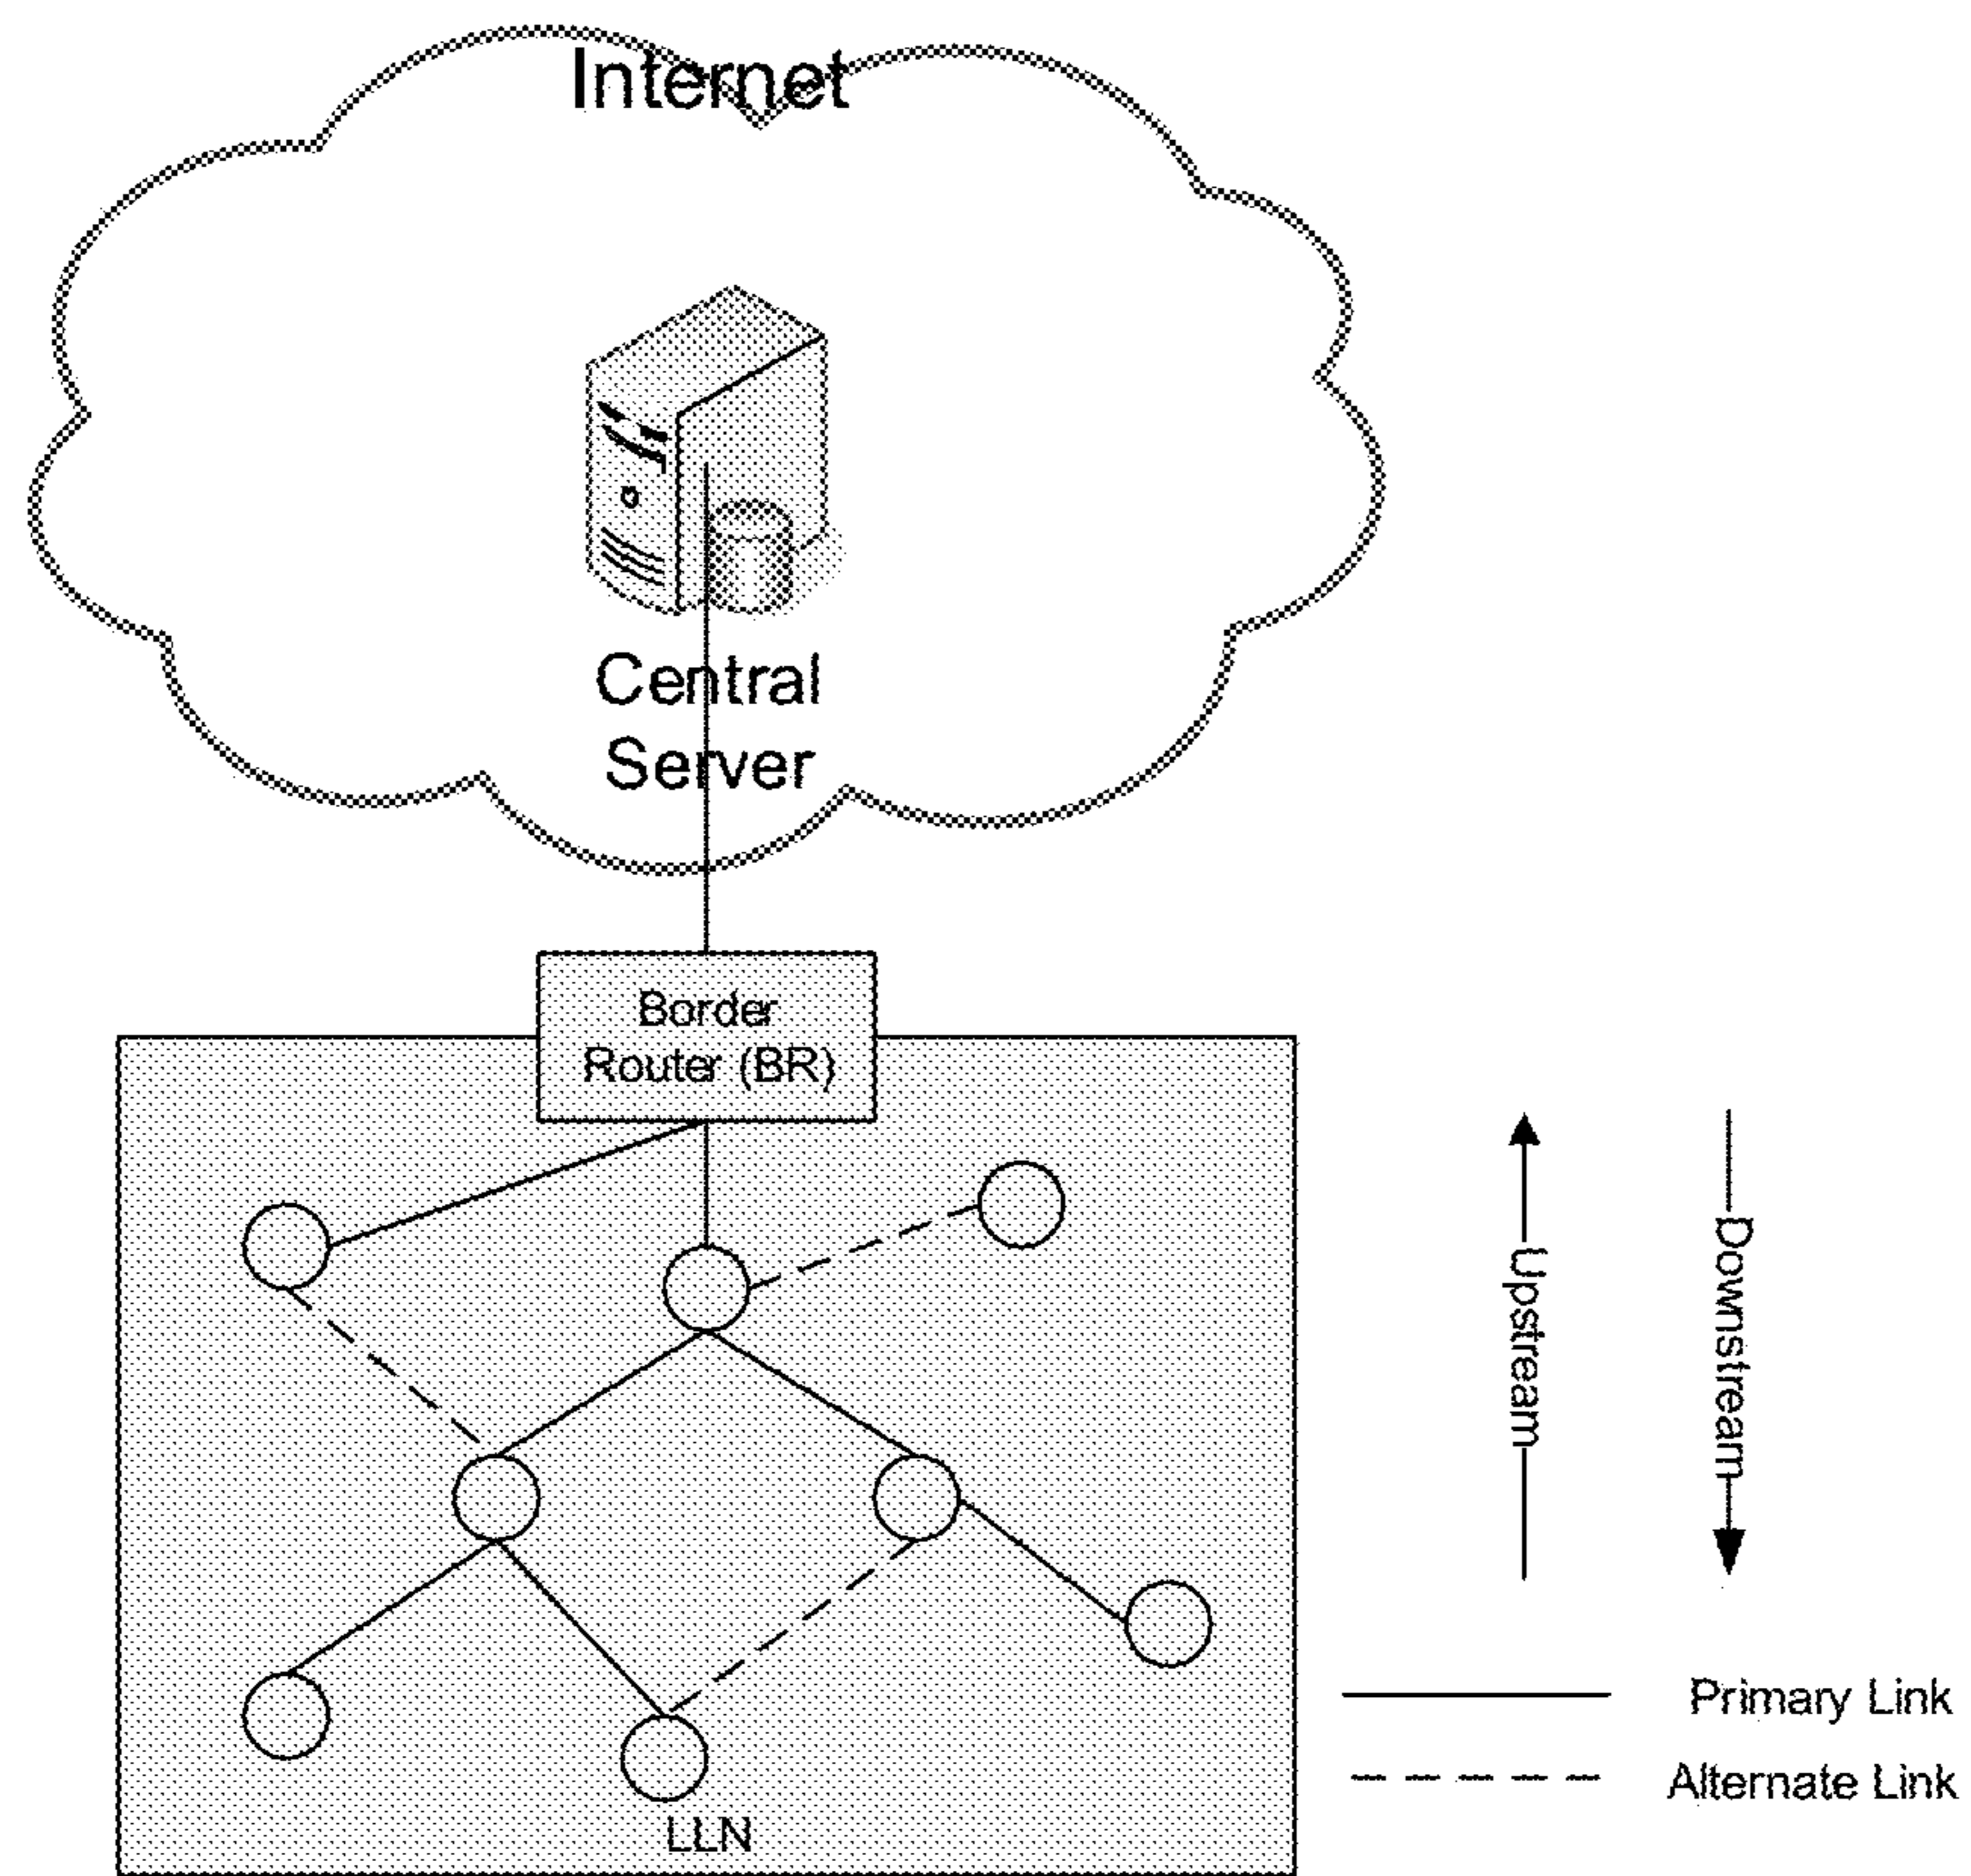 Internet
Central
Server
Border
Router (BR)
Upstream
Downstream
Primary Link
Alternate Link
LLN